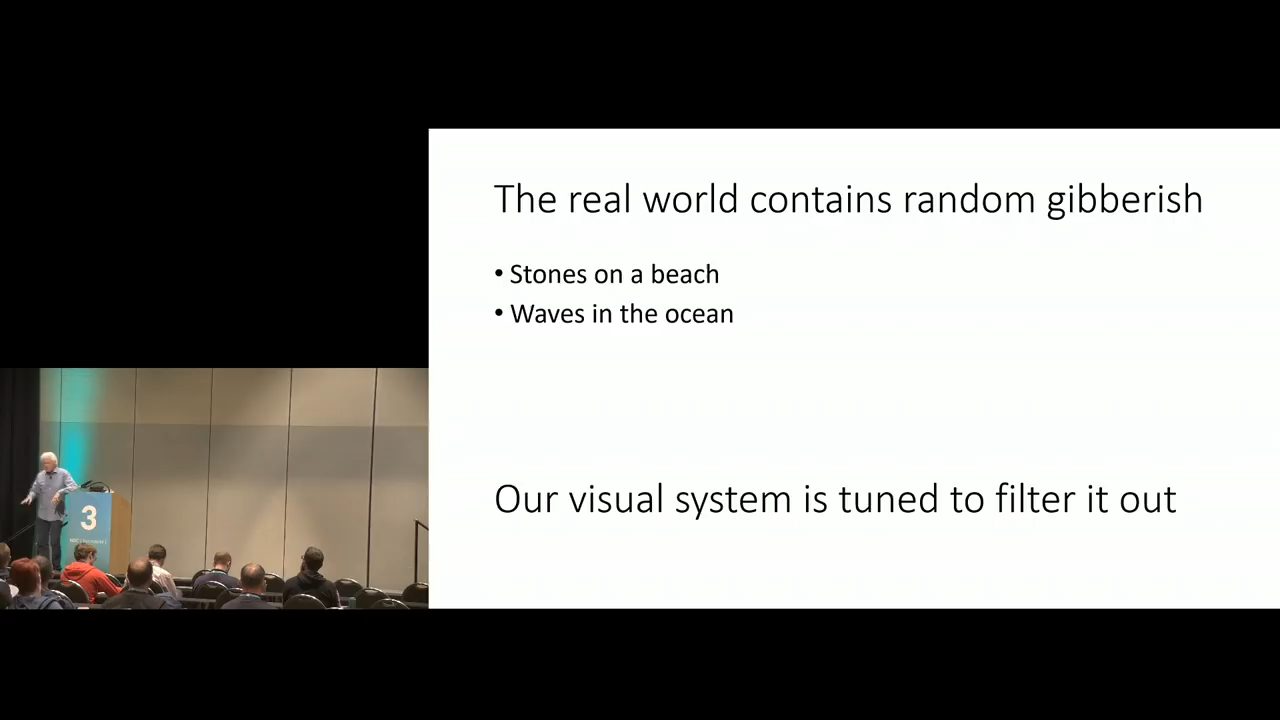 The real world contains random gibberish
• Stones on a beach
• Waves in the ocean
Our visual system is tuned to filter it out
3